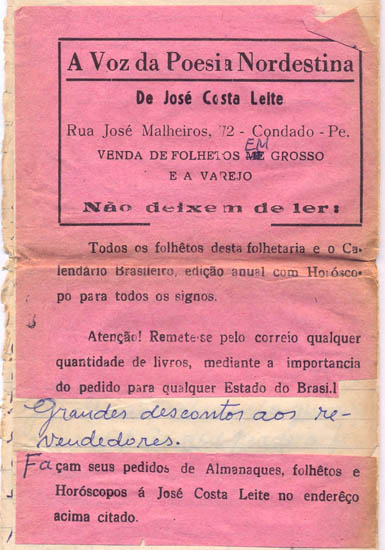 A Voz da Poesia Nordestina
De José Costa Leite
Rua José Malheiros, 72 - Condado - Pe.
VENDA DE FOLHETOS EM GROSSO
E A VAREJO
Não deixem de ler:
Todos os folhêtos desta folhetaria e o Ca-
lendário Brasileiro, edição anual com Horósco-
po para todos os signos.
Atenção! Remete-se pelo correio qualquer
quantidade de livros, mediante a importancia
do pedido para qualquer Estado do Brasil
Grandes descontos aos re-
vendedores.
Façam seus pedidos de Almanaques, folhêtos e
Horóscopos á José Costa Leite no enderêço
acima citado.